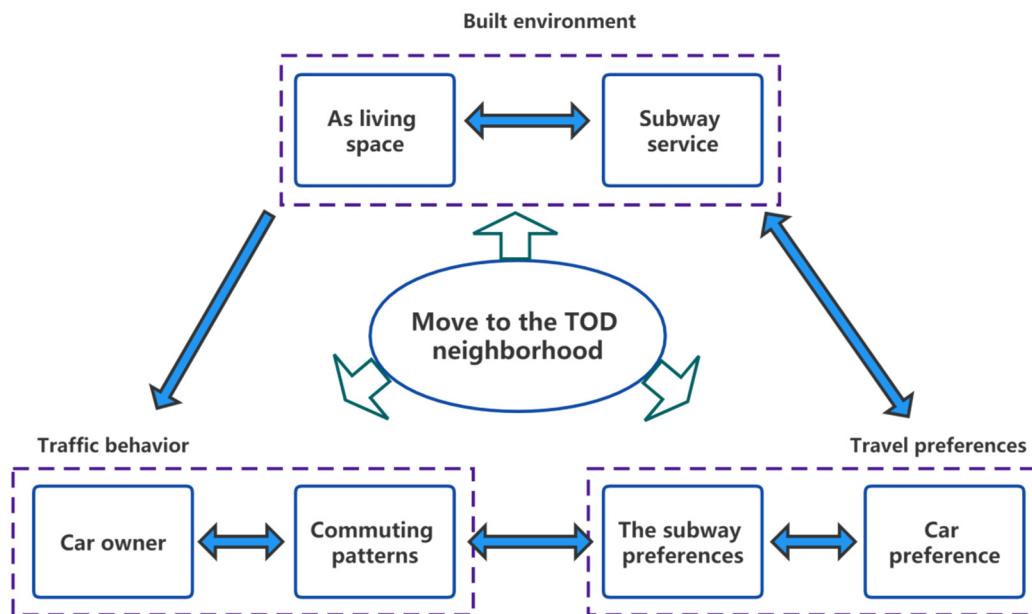 Built environment
As living
space
Subway
service
Move to the TOD
neighborhood
Traffic behavior
Travel preferences
Car owner
Commuting
patterns
The subway
preferences
Car
preference